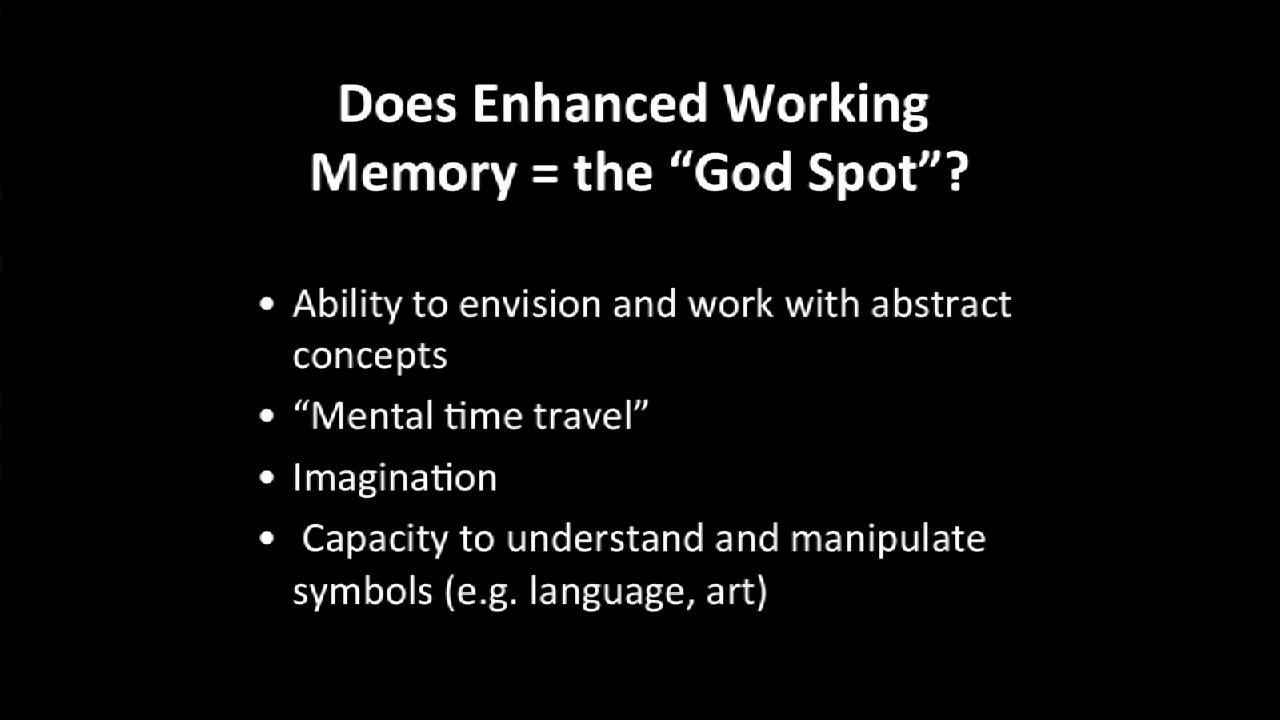 Does Enhanced Working
Memory = the “God Spot”?
• Ability to envision and work with abstract
concepts
• “Mental time travel”
• Imagination
• Capacity to understand and manipulate
symbols (e.g. language, art)